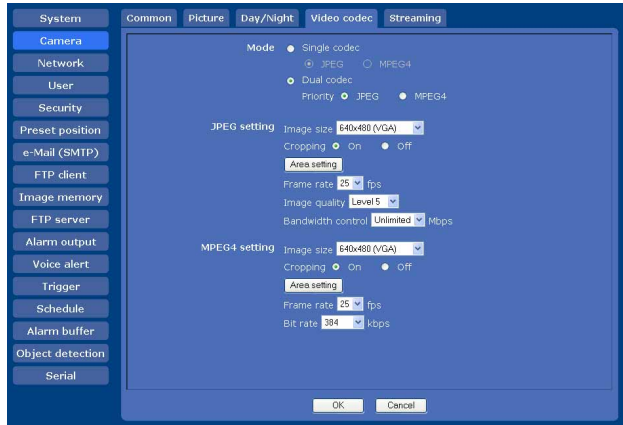 System
Camera
Network
User
Security
Preset position
e-Mail (SMTP)
FTP client
Image memory
FTP server
Alarm output
Voice alert
Trigger
Schedule
Alarm buffer
Object detection
Serial
Common Picture Day/Night Video codec Streaming
Mode Single codec
JPEG MPEG4
Dual codec
Priority JPEG MPEG4
JPEG setting Image size 640x480 (VGA)
Cropping On Off
Area setting
Frame rate 25 fps
Image quality Level 5
Bandwidth control Unlimited Mbps
MPEG4 setting Image size 640x480 (VGA)
Cropping On Off
Area setting
Frame rate 25 fps
Bit rate 384 kbps
OK Cancel